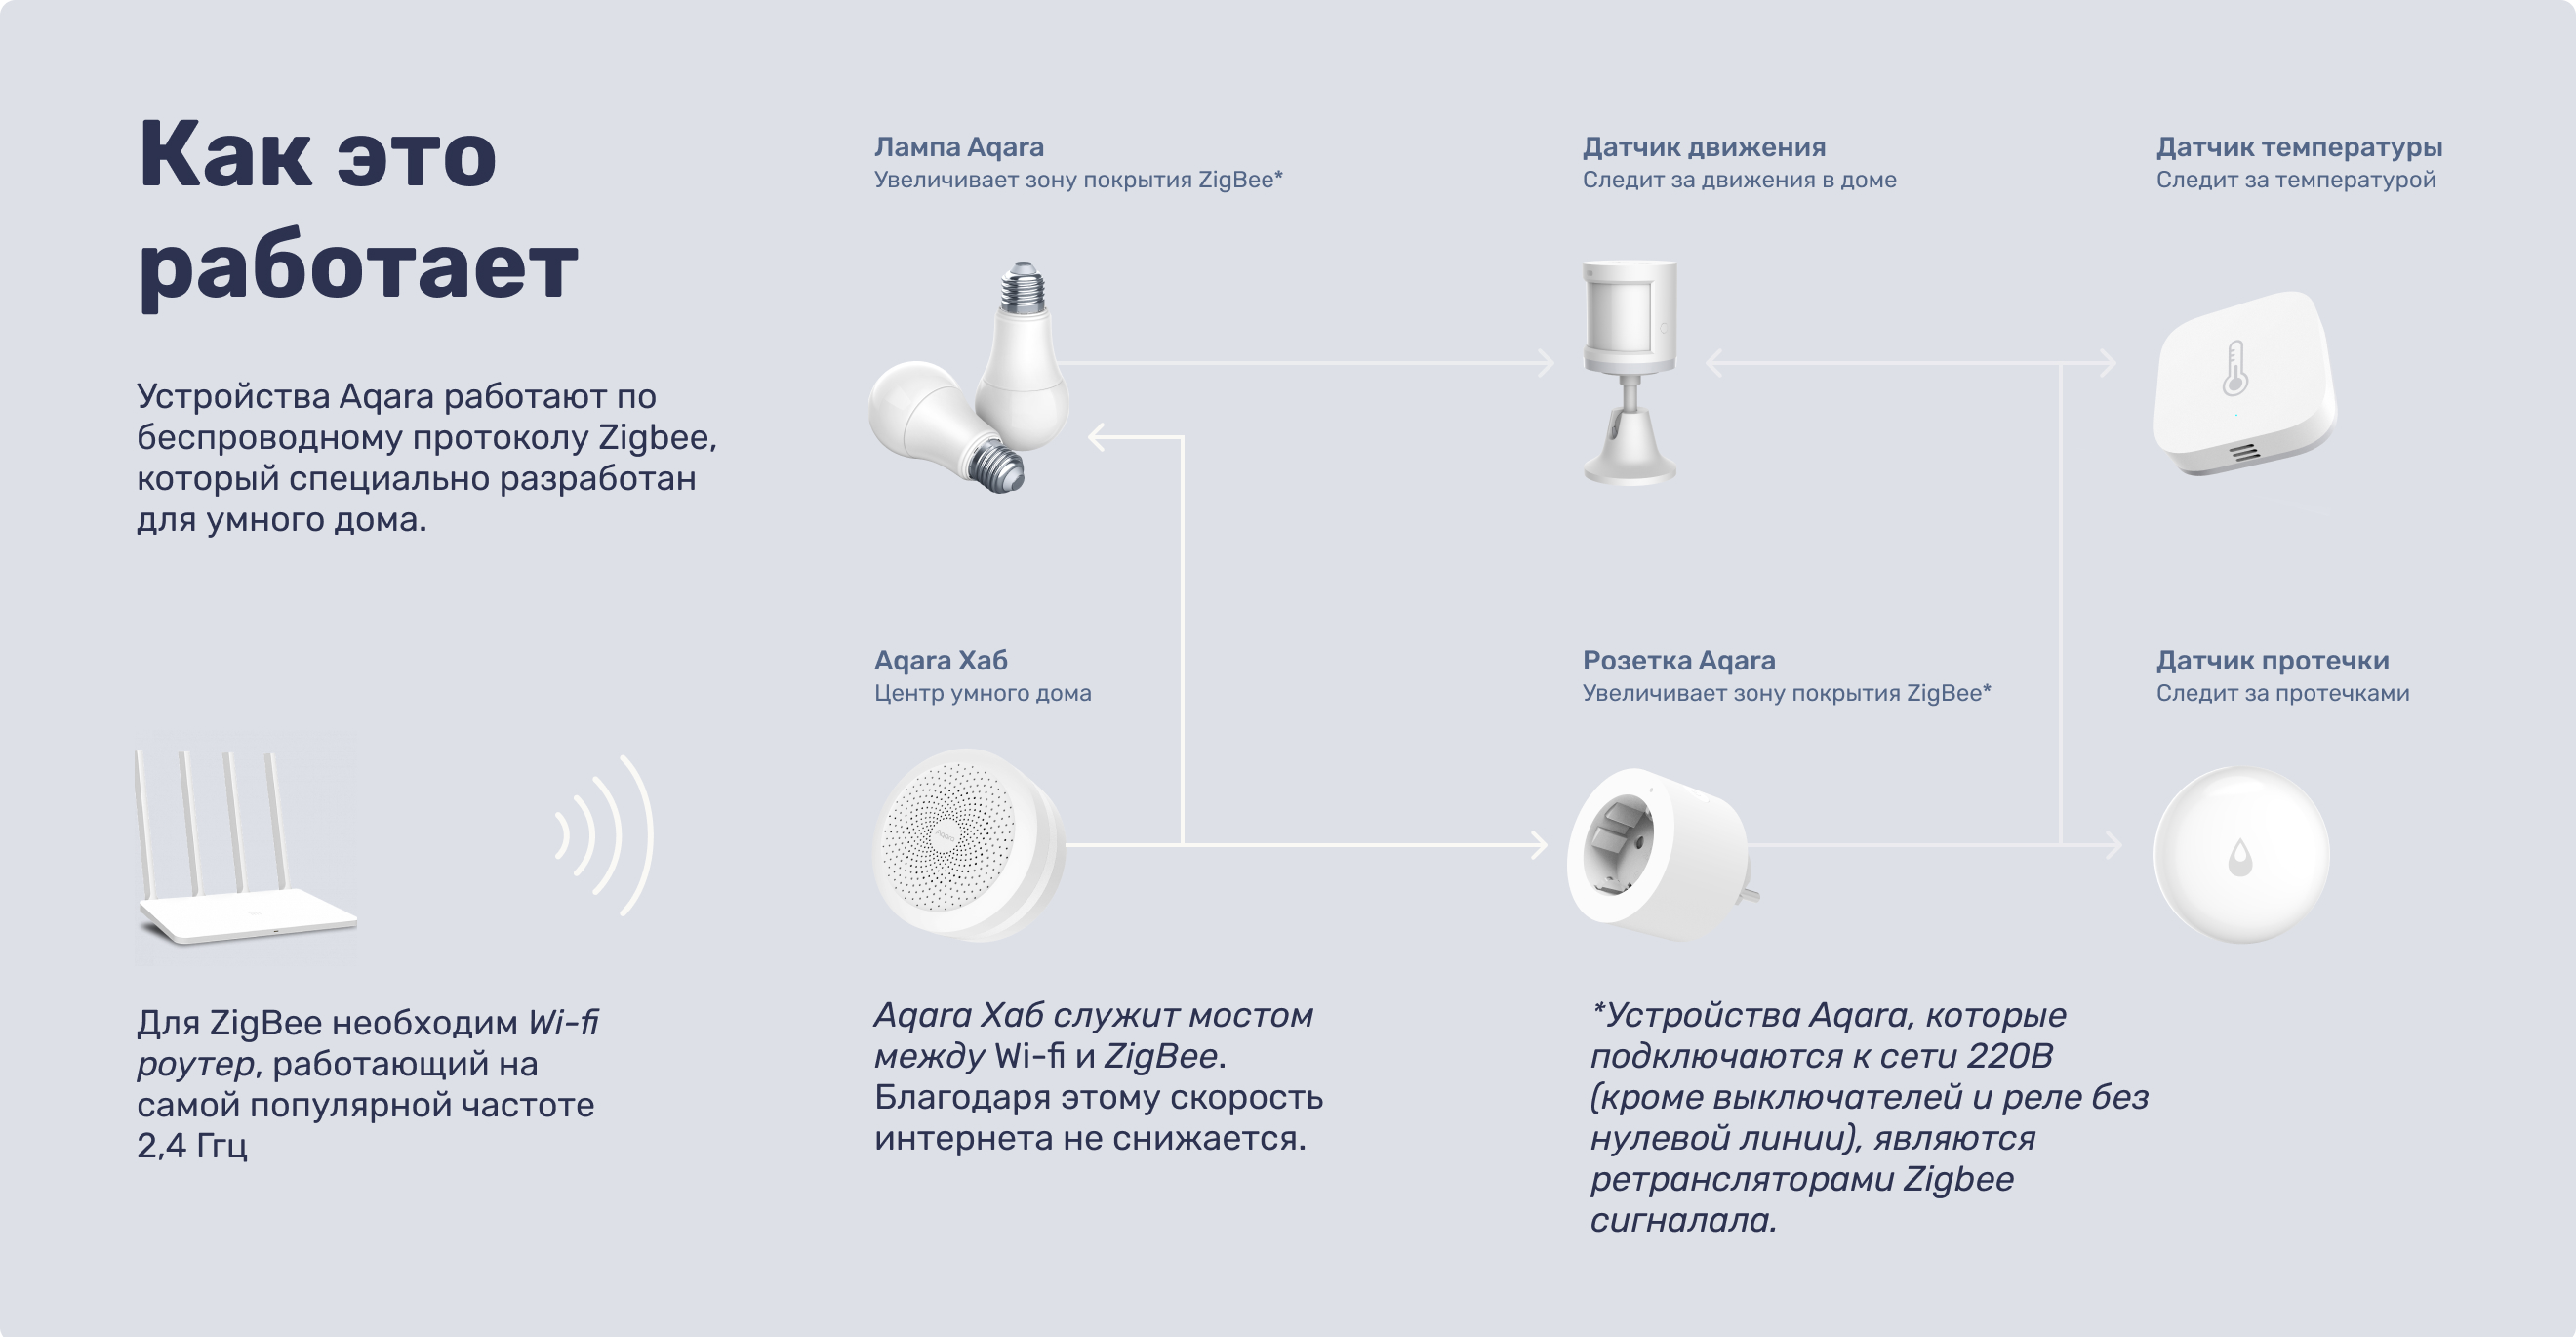 Как это
работает
Устройства Aqara работают по
беспроводному протоколу Zigbee,
который специально разработан
для умного дома.
Лампа Aqara
Увеличивает зону покрытия ZigBee*
Датчик движения
Следит за движения в доме
Датчик температуры
Следит за температурой
Aqara Хаб
Центр умного дома
Розетка Aqara
Увеличивает зону покрытия ZigBee*
Датчик протечки
Следит за протечками
Для ZigBee необходим Wi-fi
роутер, работающий на
самой популярной частоте
2,4 Ггц
Aqara Хаб служит мостом
между Wi-fi и ZigBee.
Благодаря этому скорость
интернета не снижается.
*Устройства Aqara, которые
подключаются к сети 220В
(кроме выключателей и реле без
нулевой линии), являются
ретрансляторами Zigbee
сигналала.